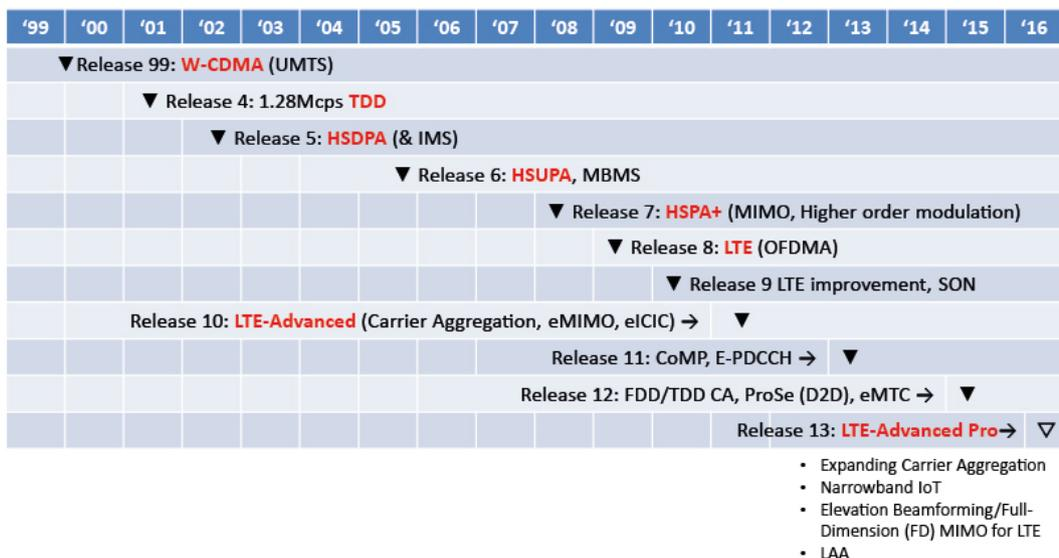 ‘99 ‘00 ‘01 ‘02 ‘03 ‘04 ‘05 ‘06 ‘07 ‘08 ‘09 ‘10 ‘11 ‘12 ‘13 ‘14 ‘15 ‘16
▼Release 99: W-CDMA (UMTS)
▼ Release 4: 1.28Mcps TDD
▼ Release 5: HSDPA (& IMS)
▼ Release 6: HSUPA, MBMS
▼ Release 7: HSPA+ (MIMO, Higher order modulation)
▼ Release 8: LTE (OFDMA)
▼ Release 9 LTE improvement, SON
Release 10: LTE-Advanced (Carrier Aggregation, eMIMO, eICIC) → ▼
Release 11: CoMP, E-PDCCH → ▼
Release 12: FDD/TDD CA, ProSe (D2D), eMTC → ▼
Release 13: LTE-Advanced Pro→ ▽
• Expanding Carrier Aggregation
• Narrowband IoT
• Elevation Beamforming/Full-
Dimension (FD) MIMO for LTE
• LAA